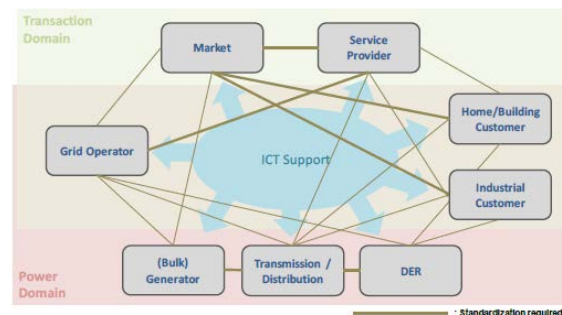 Transaction
Domain
Market
Service
Provider
Home/Building
Customer
Grid Operator
ICT Support
Industrial
Customer
(Bulk)
Generator
Transmission /
Distribution
DER
Power
Domain
: Standardization required